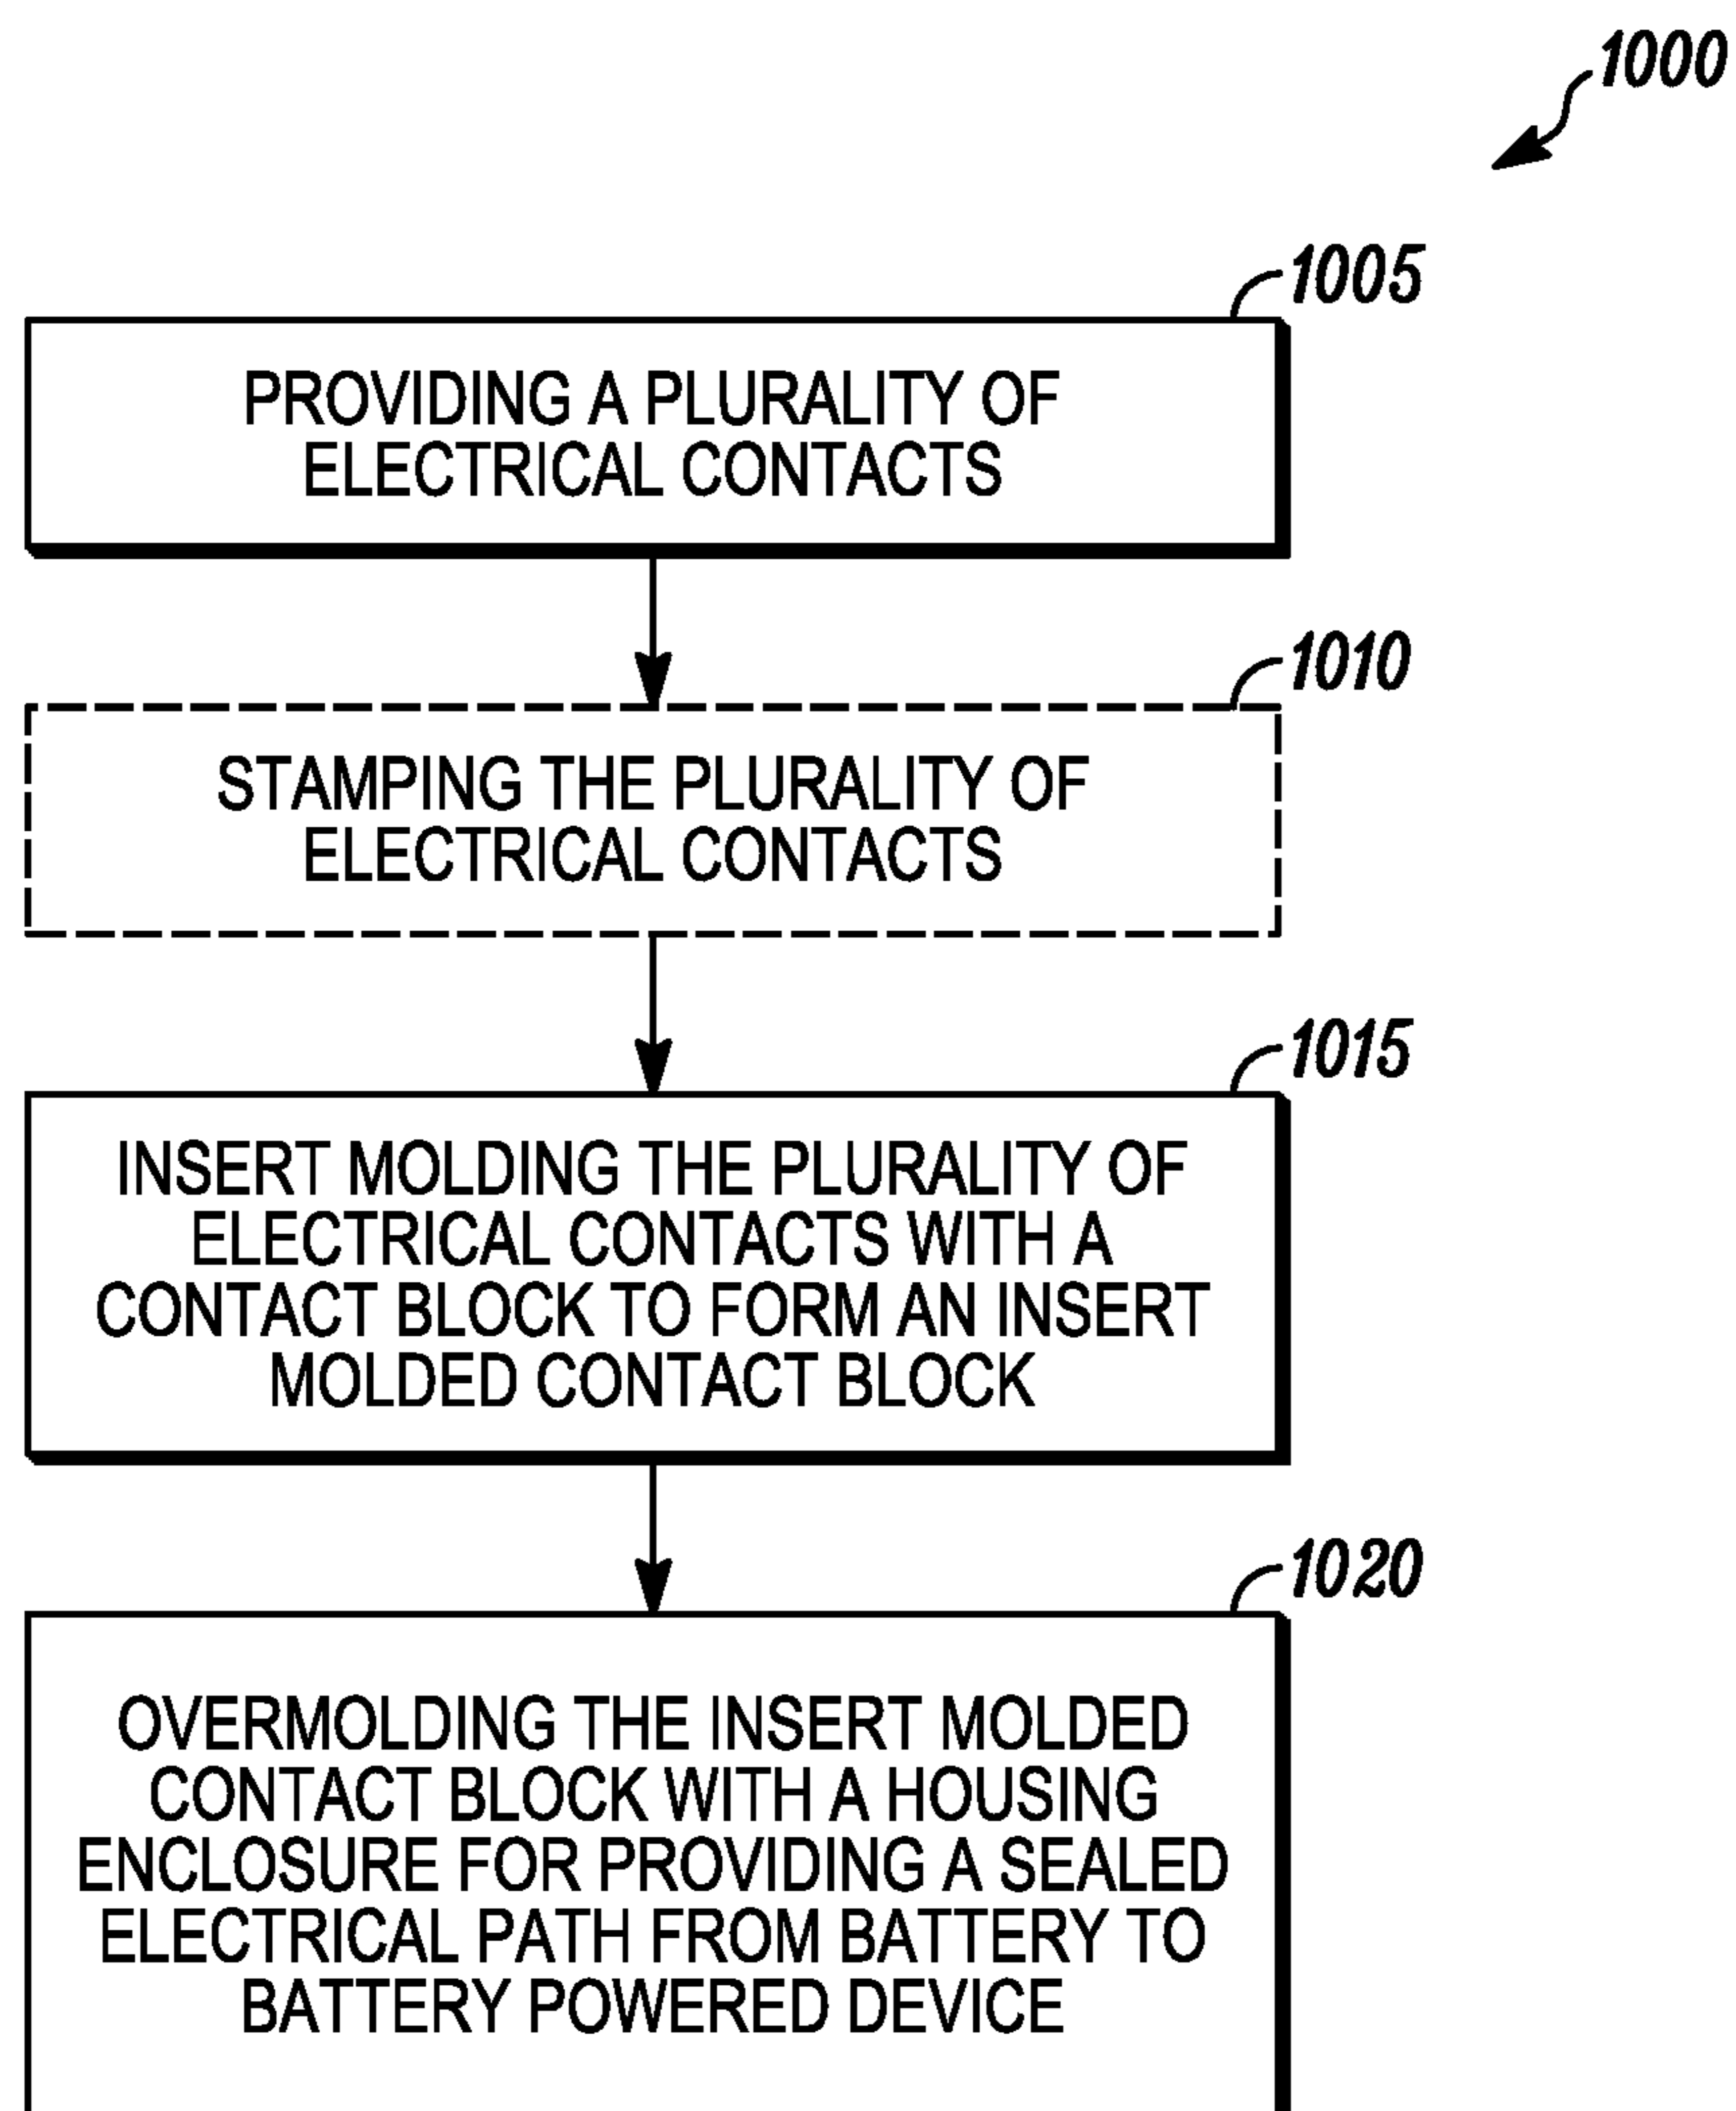 1000
1005
PROVIDING A PLURALITY OF
ELECTRICAL CONTACTS
1010
STAMPING THE PLURALITY OF
ELECTRICAL CONTACTS
1015
INSERT MOLDING THE PLURALITY OF
ELECTRICAL CONTACTS WITH A
CONTACT BLOCK TO FORM AN INSERT
MOLDED CONTACT BLOCK
1020
OVERMOLDING THE INSERT MOLDED
CONTACT BLOCK WITH A HOUSING
ENCLOSURE FOR PROVIDING A SEALED
ELECTRICAL PATH FROM BATTERY TO
BATTERY POWERED DEVICE